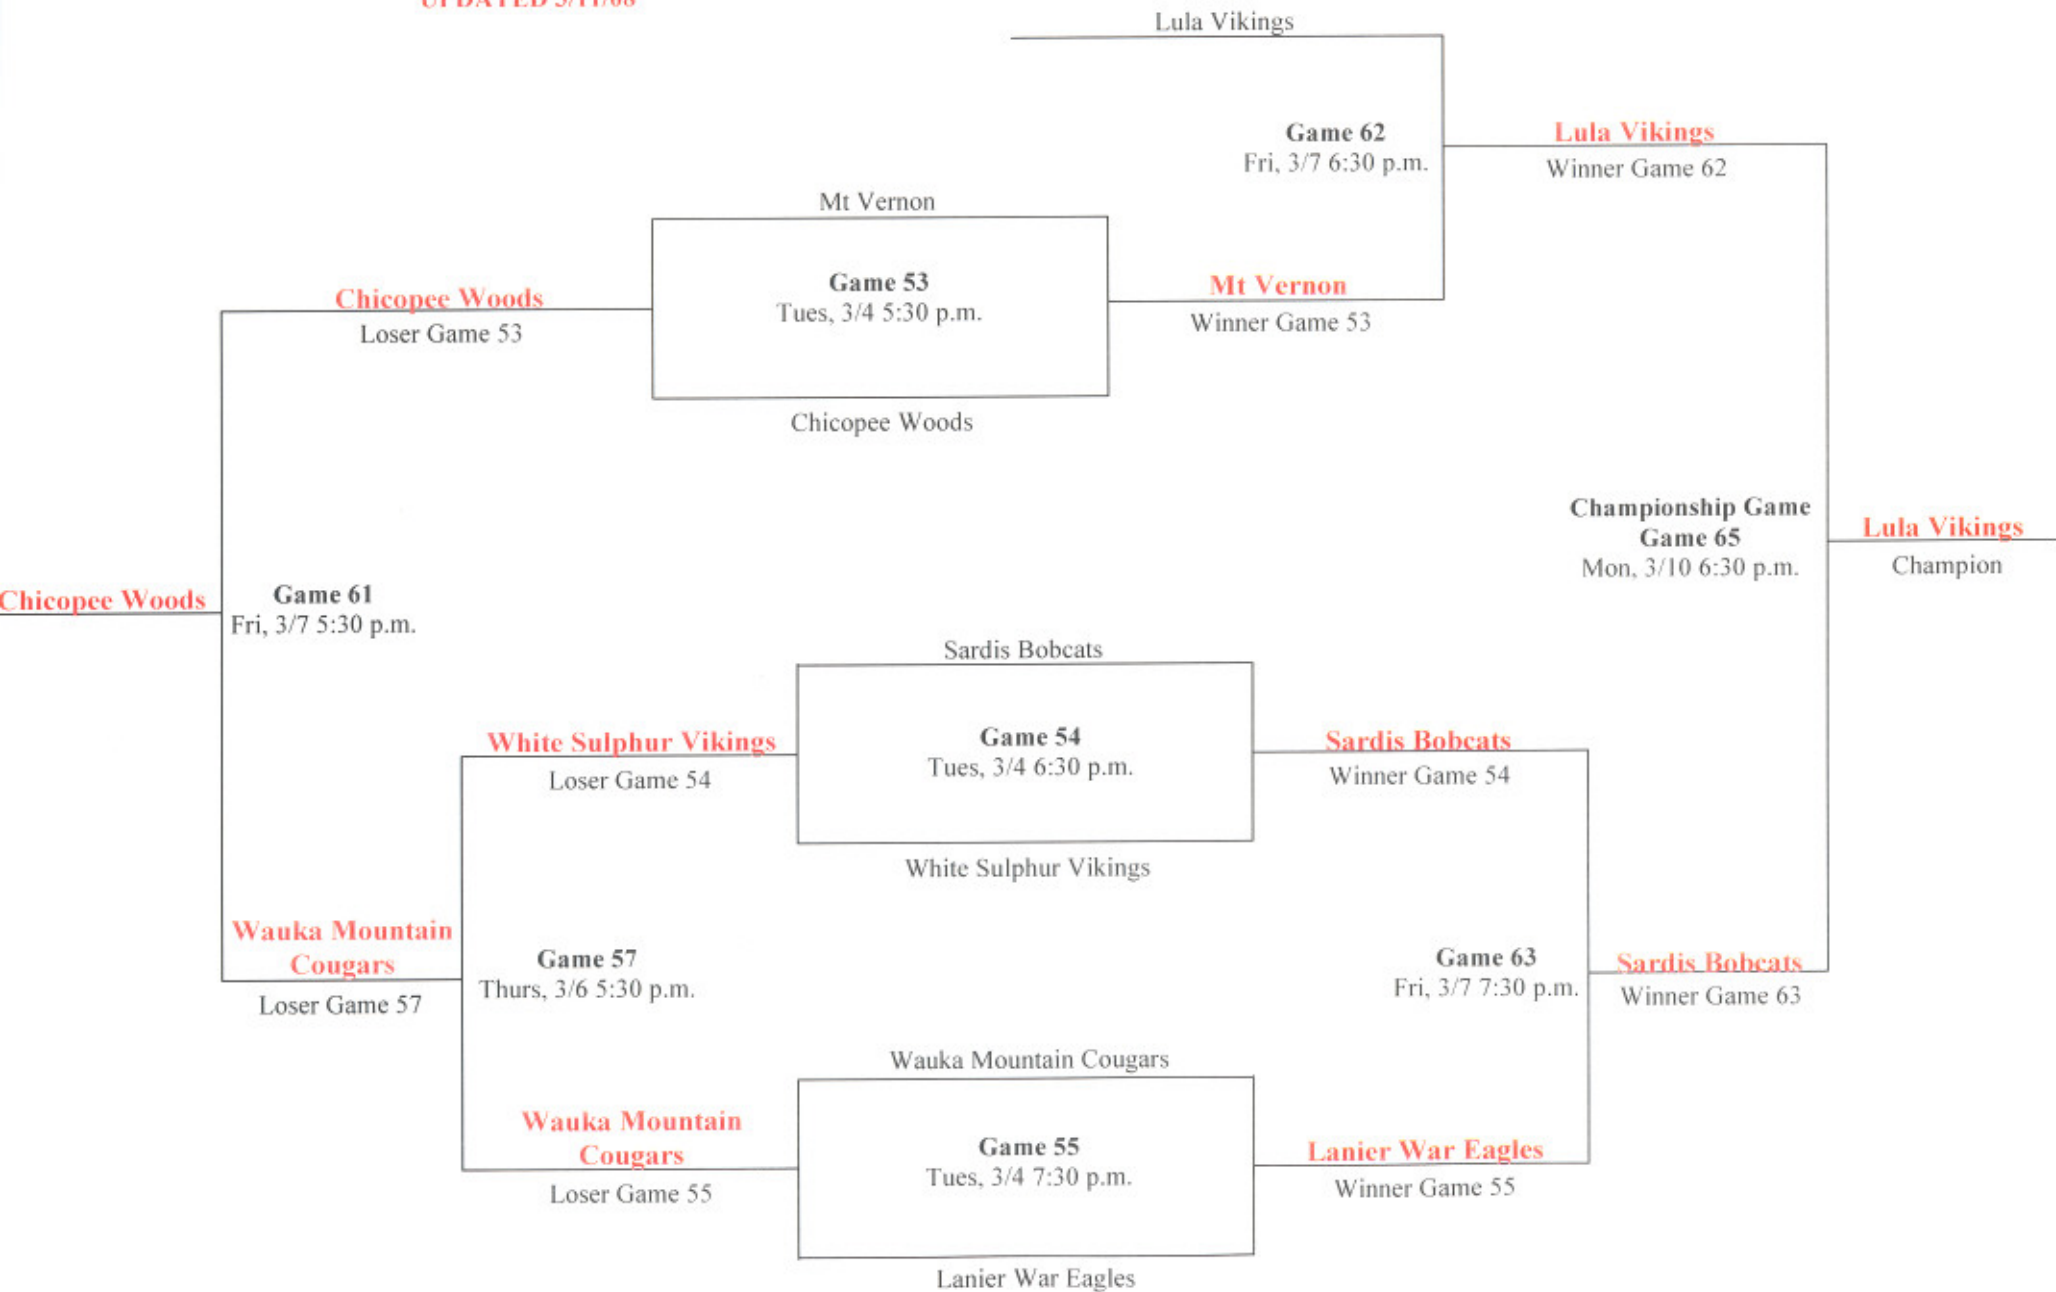 UPDATED 3/11/08
Lula Vikings
Game 62
Fri, 3/7 6:30 p.m.
Lula Vikings
Winner Game 62
Mt Vernon
Game 53
Tues, 3/4 5:30 p.m.
Chicopee Woods
Loser Game 53
Mt Vernon
Winner Game 53
Chicopee Woods
Championship Game
Game 65
Mon, 3/10 6:30 p.m.
Lula Vikings
Champion
Chicopee Woods
Game 61
Fri, 3/7 5:30 p.m.
Sardis Bobcats
Game 54
Tues, 3/4 6:30 p.m.
White Sulphur Vikings
Loser Game 54
Sardis Bobcats
Winner Game 54
White Sulphur Vikings
Wauka Mountain
Cougars
Loser Game 57
Game 57
Thurs, 3/6 5:30 p.m.
Game 63
Fri, 3/7 7:30 p.m.
Sardis Bobcats
Winner Game 63
Wauka Mountain Cougars
Wauka Mountain
Cougars
Loser Game 55
Game 55
Tues, 3/4 7:30 p.m.
Lanier War Eagles
Winner Game 55
Lanier War Eagles